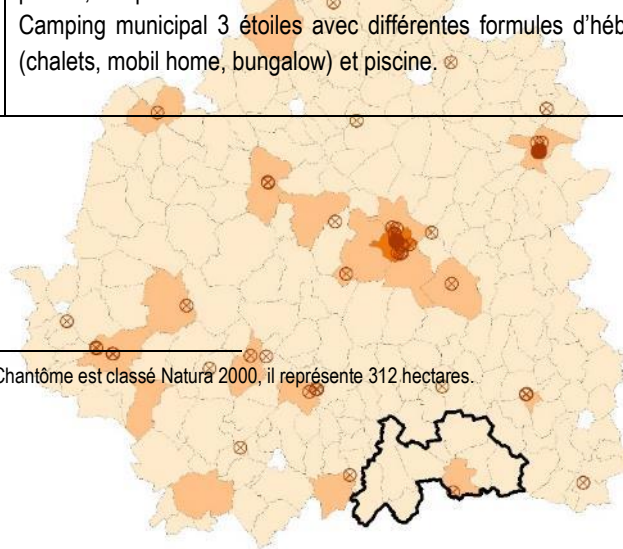 Camping municipal 3 étoiles avec différentes formules d'héb
(chalets, mobil home, bungalow) et piscine.
Chantôme est classé Natura 2000, il représente 312 hectares.